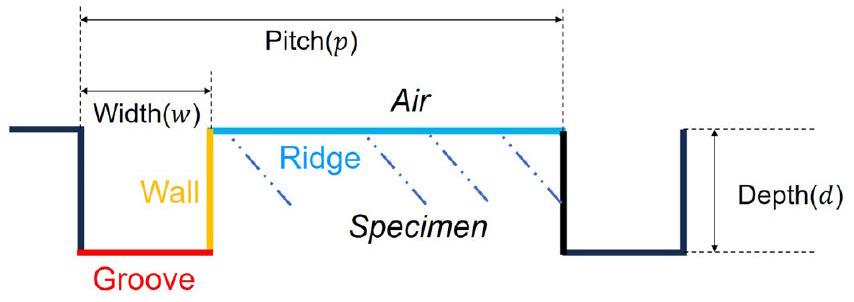 Pitch(p)
Width(w)
Air
Ridge
Wall
Depth(d)
Specimen
Groove